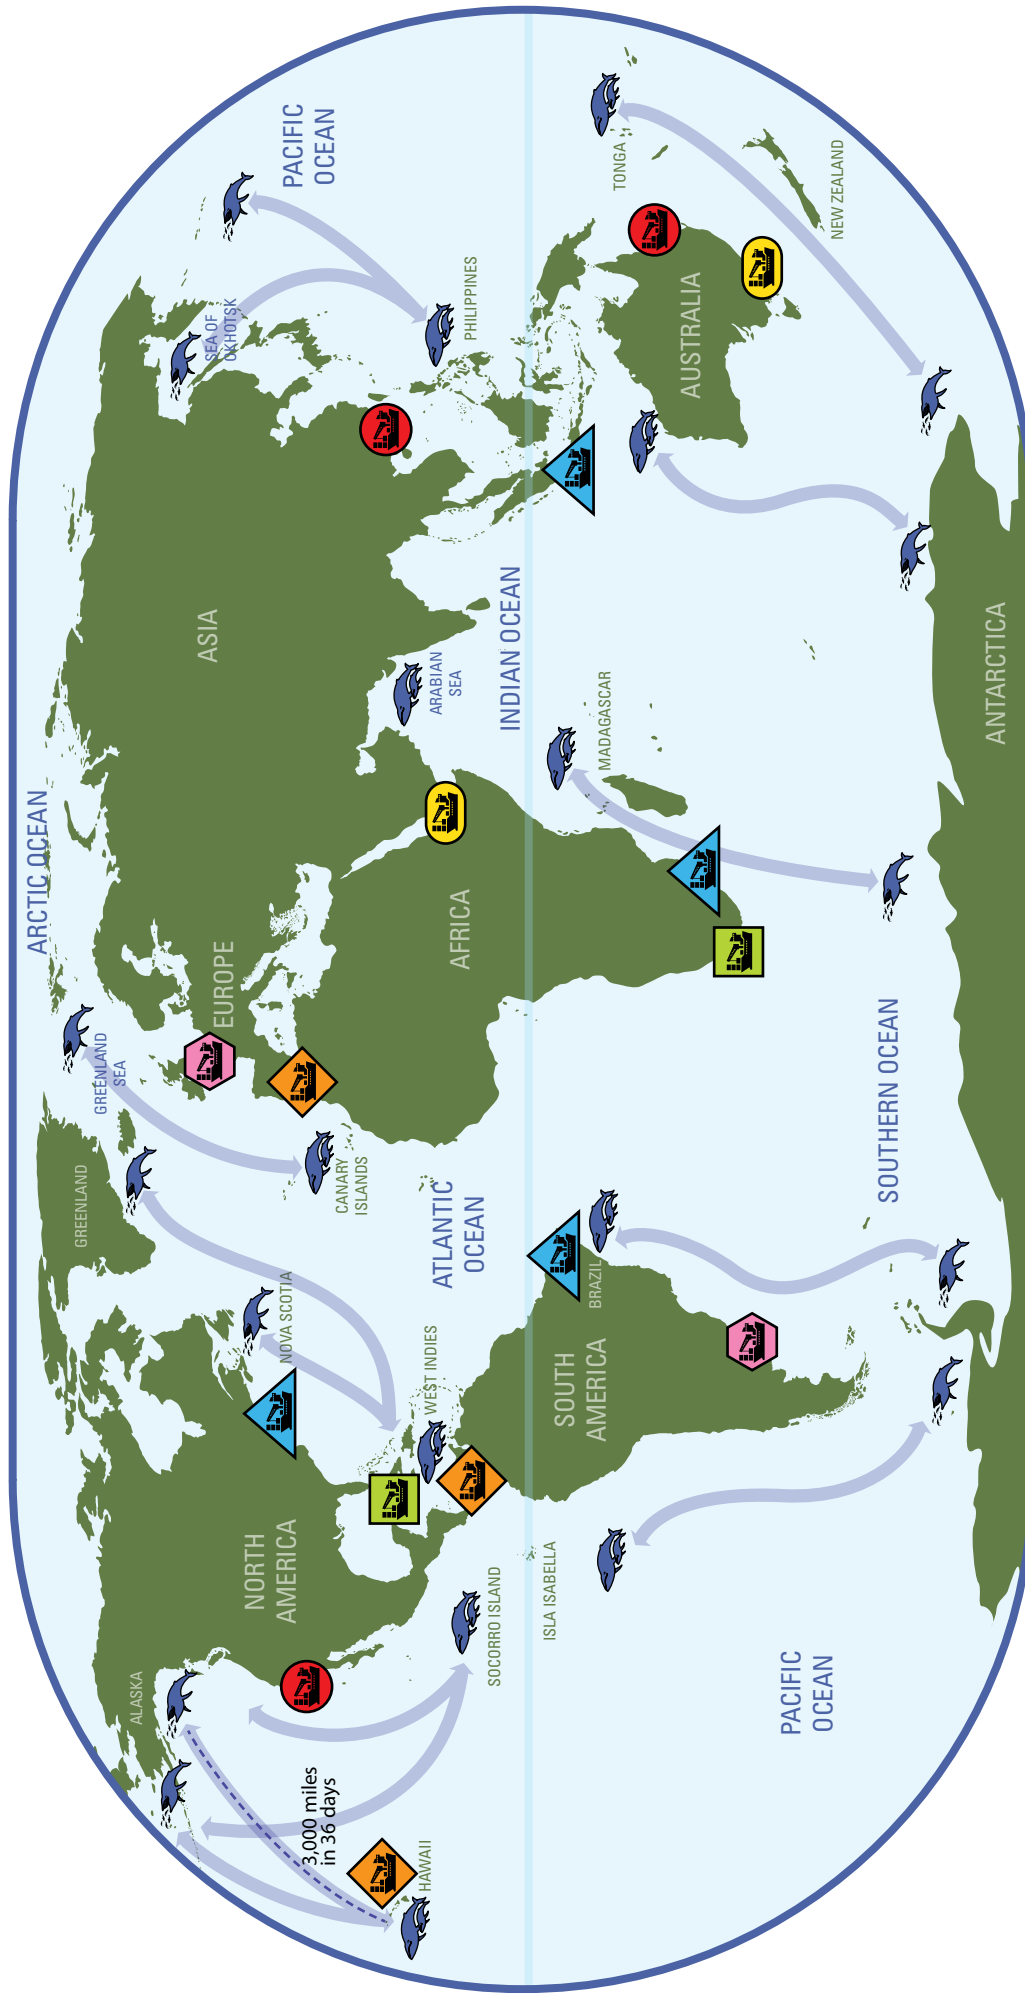 ARCTIC OCEAN
GREENLAND
SEA
GREENLAND
ALASKA
NORTH
AMERICA
NOVA SCOTIA
EUROPE
ASIA
SEA OF
OKHOTSK
PACIFIC
OCEAN
3,000 miles
in 36 days
HAWAII
SOCORRO ISLAND
WEST INDIES
CANARY
ISLANDS
ATLANTIC
OCEAN
AFRICA
ARABIAN
SEA
PHILIPPINES
INDIAN OCEAN
ISLA ISABELLA
SOUTH
AMERICA
BRAZIL
MADAGASCAR
AUSTRALIA
TONGA
NEW ZEALAND
PACIFIC
OCEAN
SOUTHERN OCEAN
ANTARCTICA